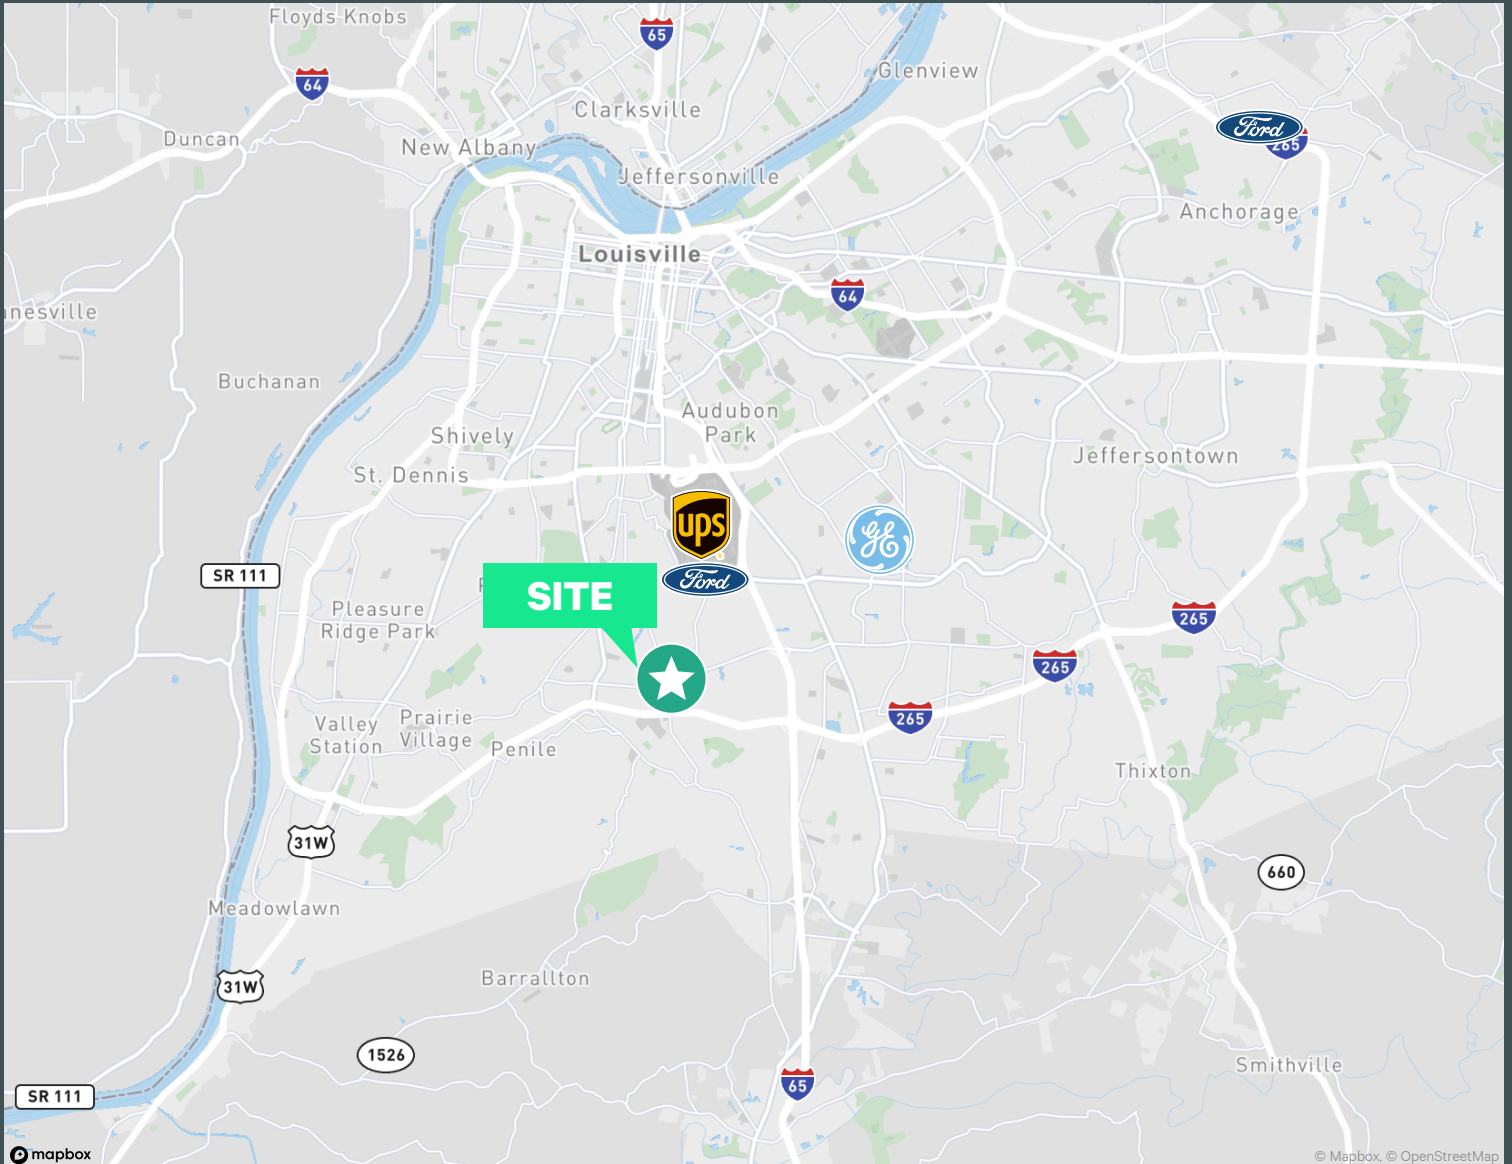 Floyds Knobs
65
64
Glenview
Clarksville
Ford
265
Duncan
New Albany
Jeffersonville
Anchorage
Louisville
64
anesville
Buchanan
Audubon
Park
Shively
Jeffersontown
St. Dennis
ups
GE
SR 111
Ford
SITE
Pleasure
Ridge Park
265
265
265
Valley
Station
Prairie
Village
Penile
Thixton
31W
660
Meadowlawn
Barrallton
31W
1526
Smithville
65
SR 111
mapbox
© Mapbox, © OpenStreetMap